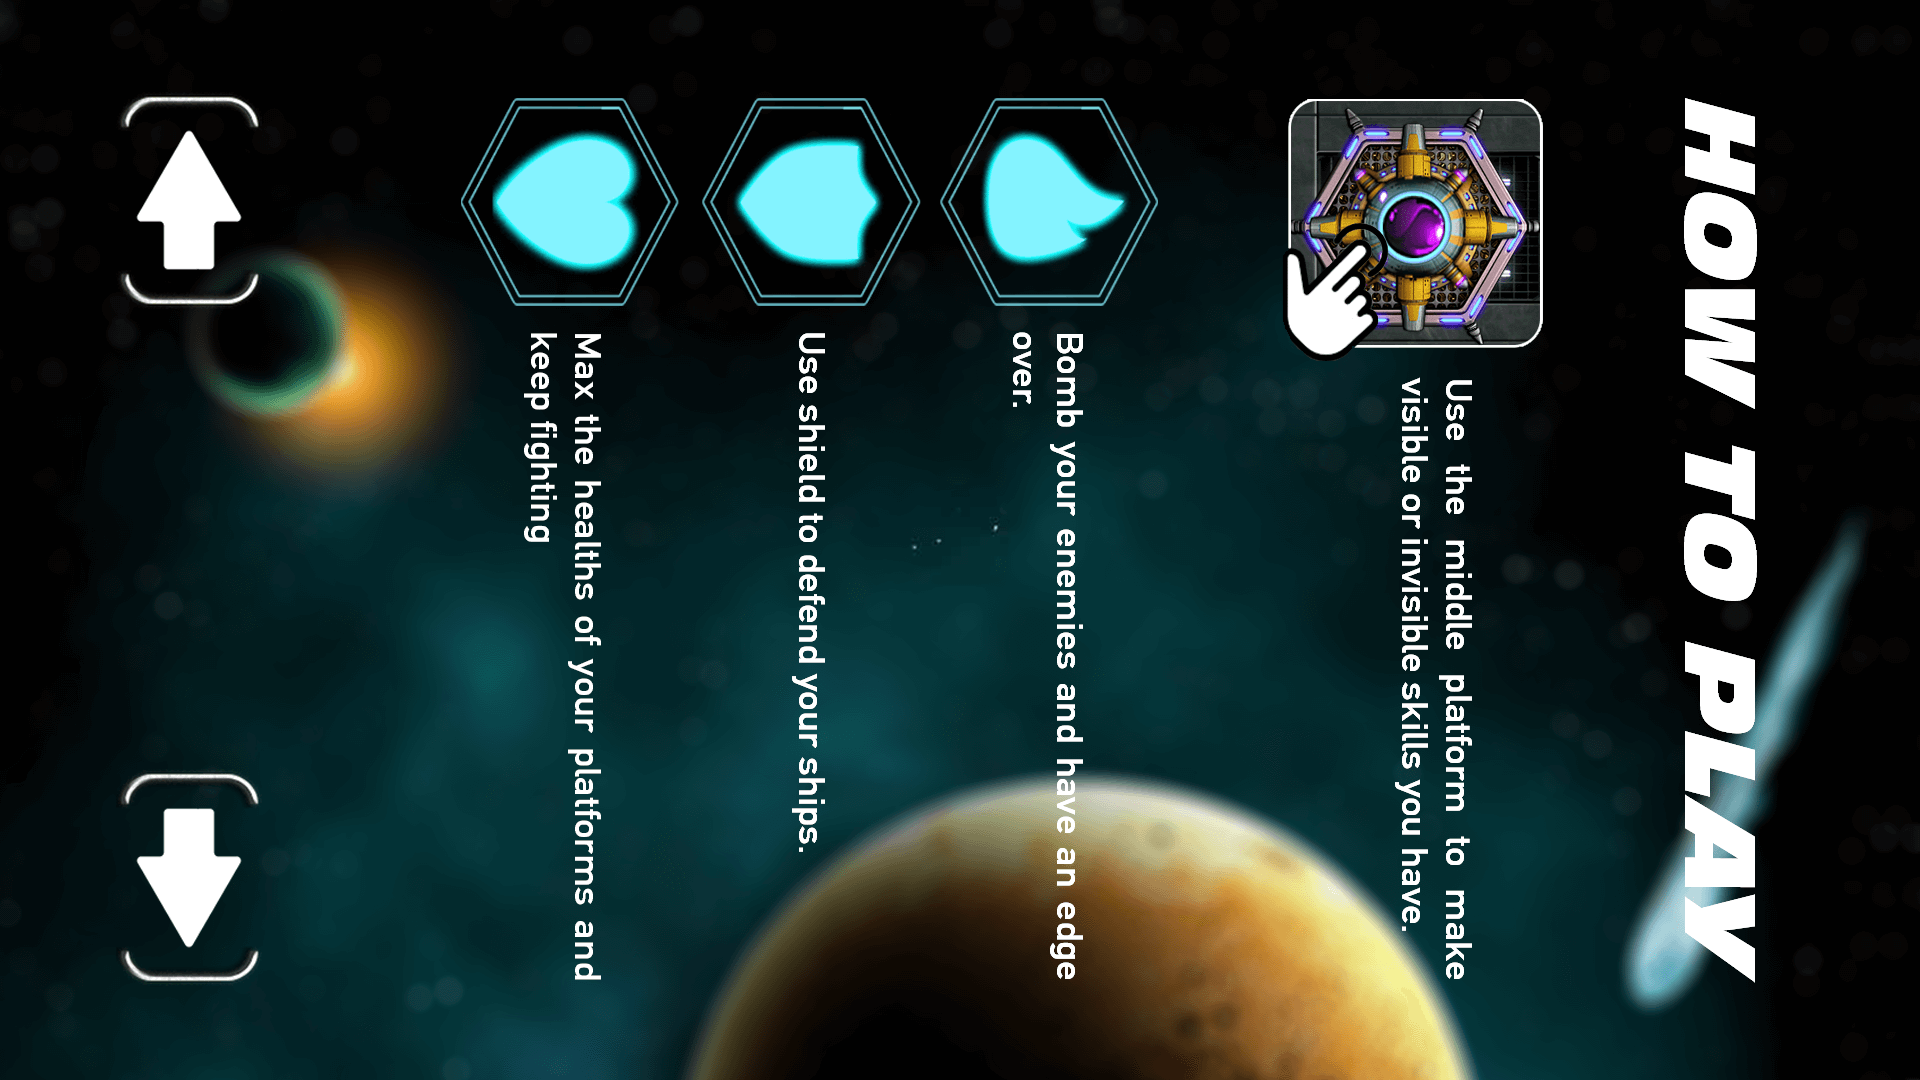 HOW TO PLAY
Use the middle platform to make
visible or invisible skills you have.
Bomb your enemies and have an edge
over.
Use shield to defend your ships.
Max the healths of your platforms and
keep fighting